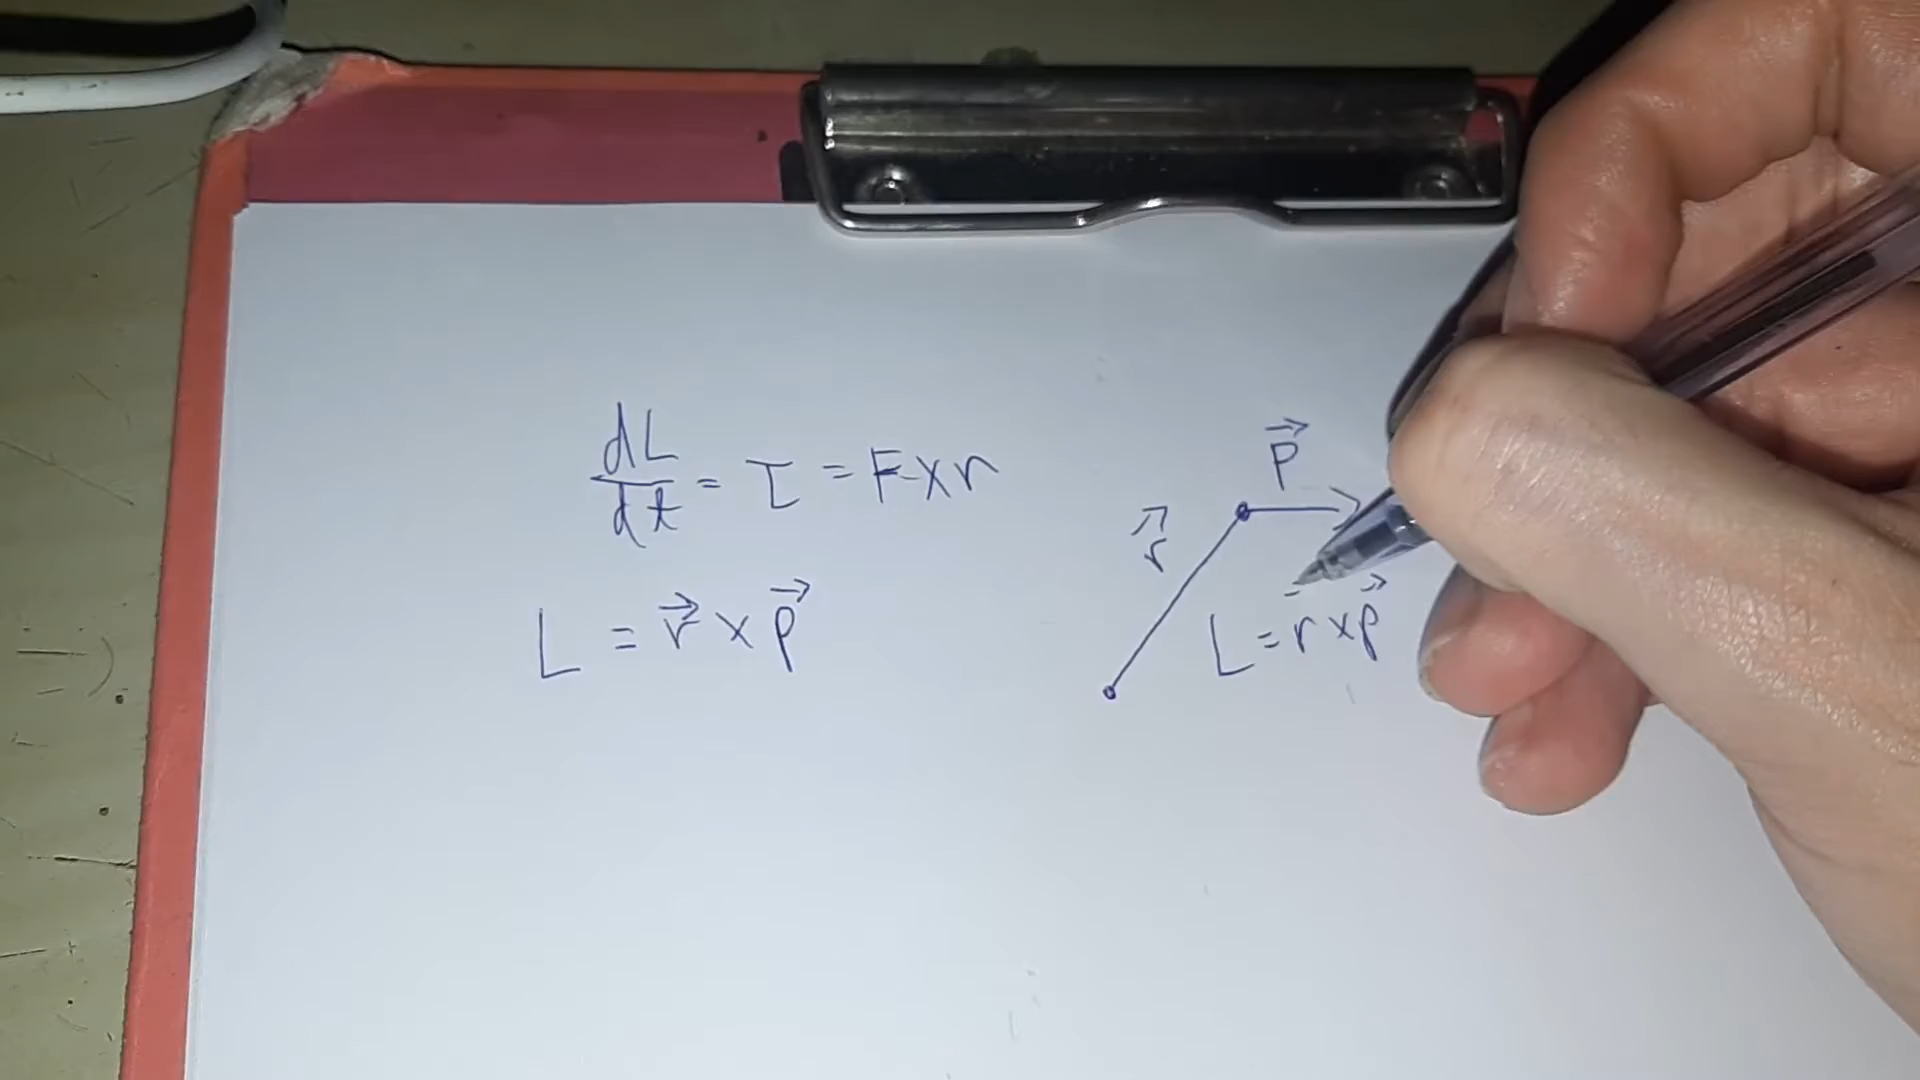 dL/dt = τ = F × r
L = r⃗ × p⃗
p⃗
r⃗
L = r⃗ × p⃗